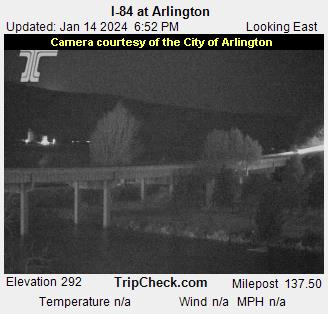 I-84 at Arlington
Updated: Jan 14 2024 6:52 PM Looking East
Camera courtesy of the City of Arlington
Elevation 292 TripCheck.com Milepost 137.50
Temperature n/a Wind n/a MPH n/a